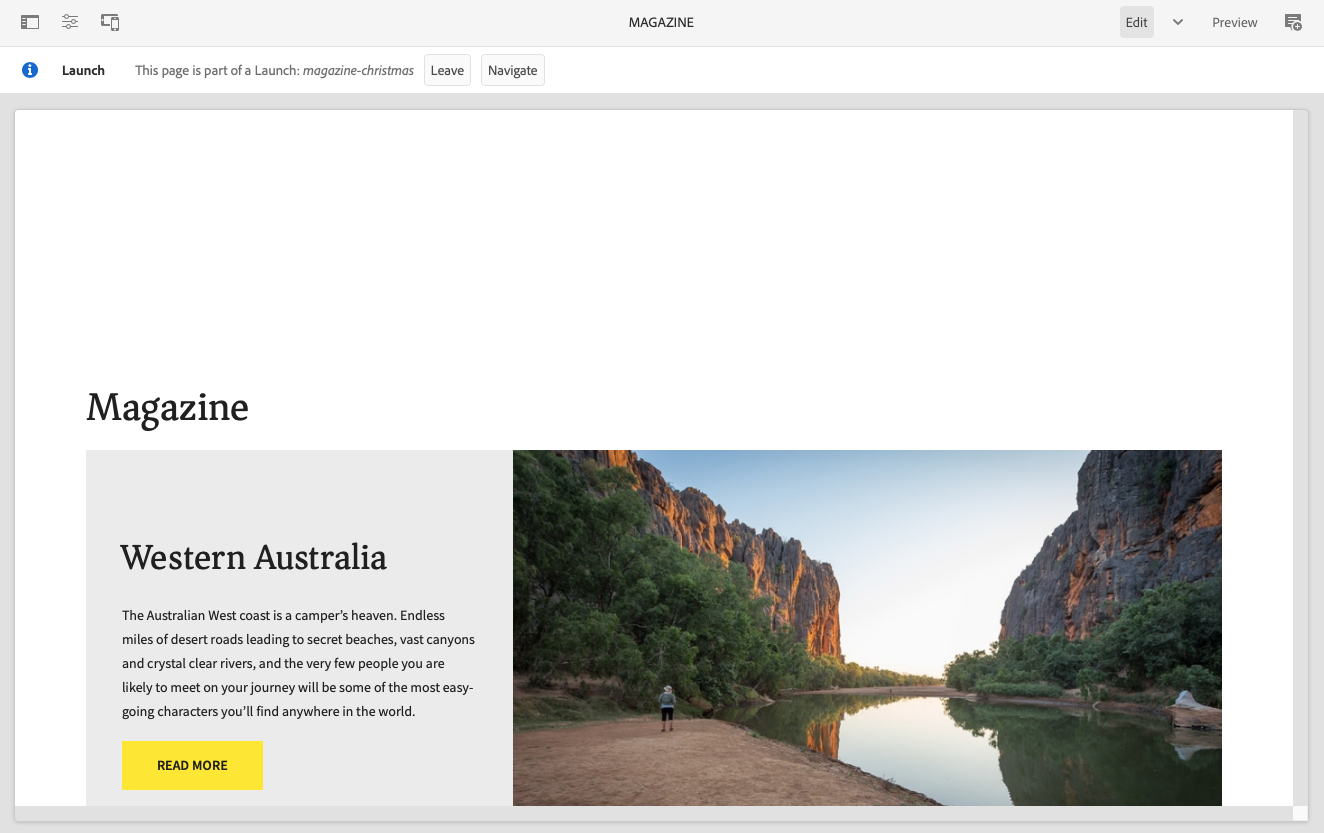 MAGAZINE
Edit
Preview
Launch
This page is part of a Launch: magazine-christmas
Leave
Navigate
Magazine
Western Australia
The Australian West coast is a camper’s heaven. Endless
miles of desert roads leading to secret beaches, vast canyons
and crystal clear rivers, and the very few people you are
likely to meet on your journey will be some of the most easy-
going characters you’ll find anywhere in the world.
READ MORE